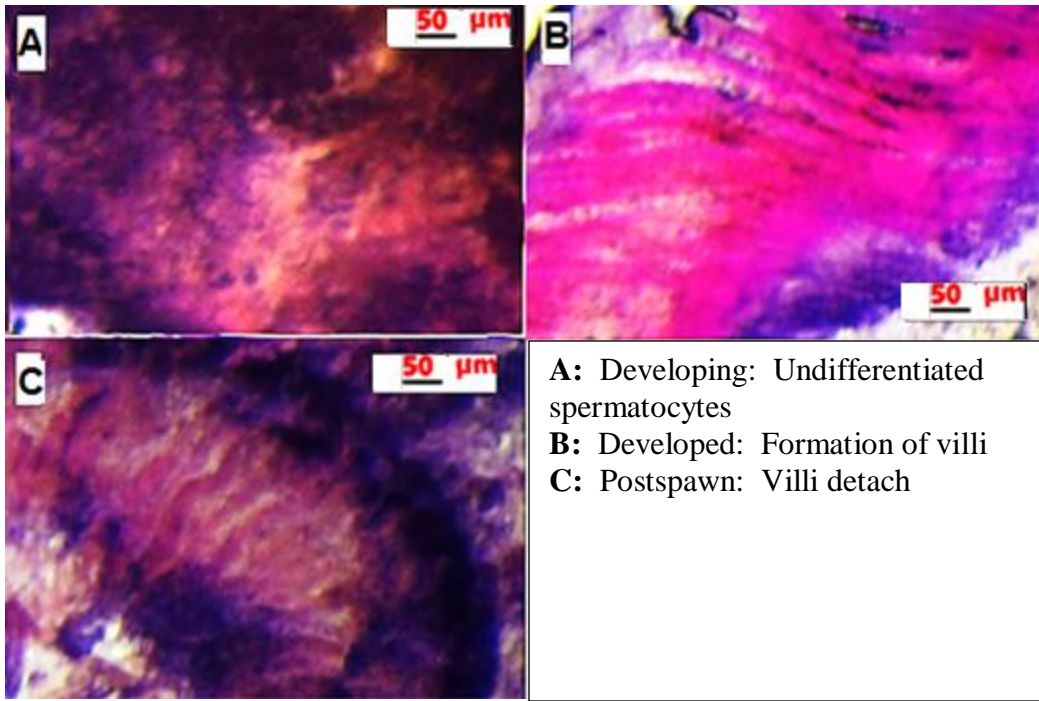 A
50 µm
B
50 µm
C
50 µm
A: Developing: Undifferentiated
spermatocytes
B: Developed: Formation of villi
C: Postspawn: Villi detach